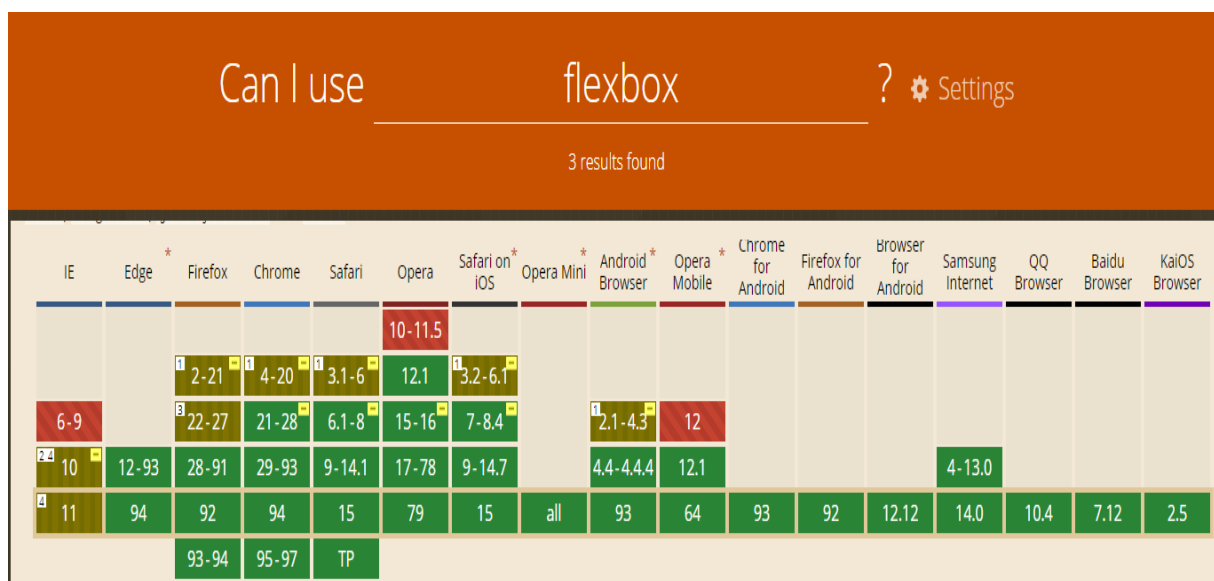 Can I use flexbox ? Settings
3 results found
IE Edge * Firefox Chrome Safari Opera Safari on * iOS Opera Mini * Android * Browser Opera * Mobile Chrome for Android Firefox for Android Browser for Android Samsung Internet QQ Browser Baidu Browser KaiOS Browser
10-11.5
1 2-21 - 1 4-20 - 1 3.1-6 - 12.1 1 3.2-6.1 -
6-9 3 22-27 21-28 - 6.1-8 - 15-16 - 7-8.4 - 1 2.1-4.3 - 12
2 4 10 - 12-93 28-91 29-93 9-14.1 17-78 9-14.7 4.4-4.4.4 12.1 4-13.0
4 11 94 92 94 15 79 15 all 93 64 93 92 12.12 14.0 10.4 7.12 2.5
93-94 95-97 TP